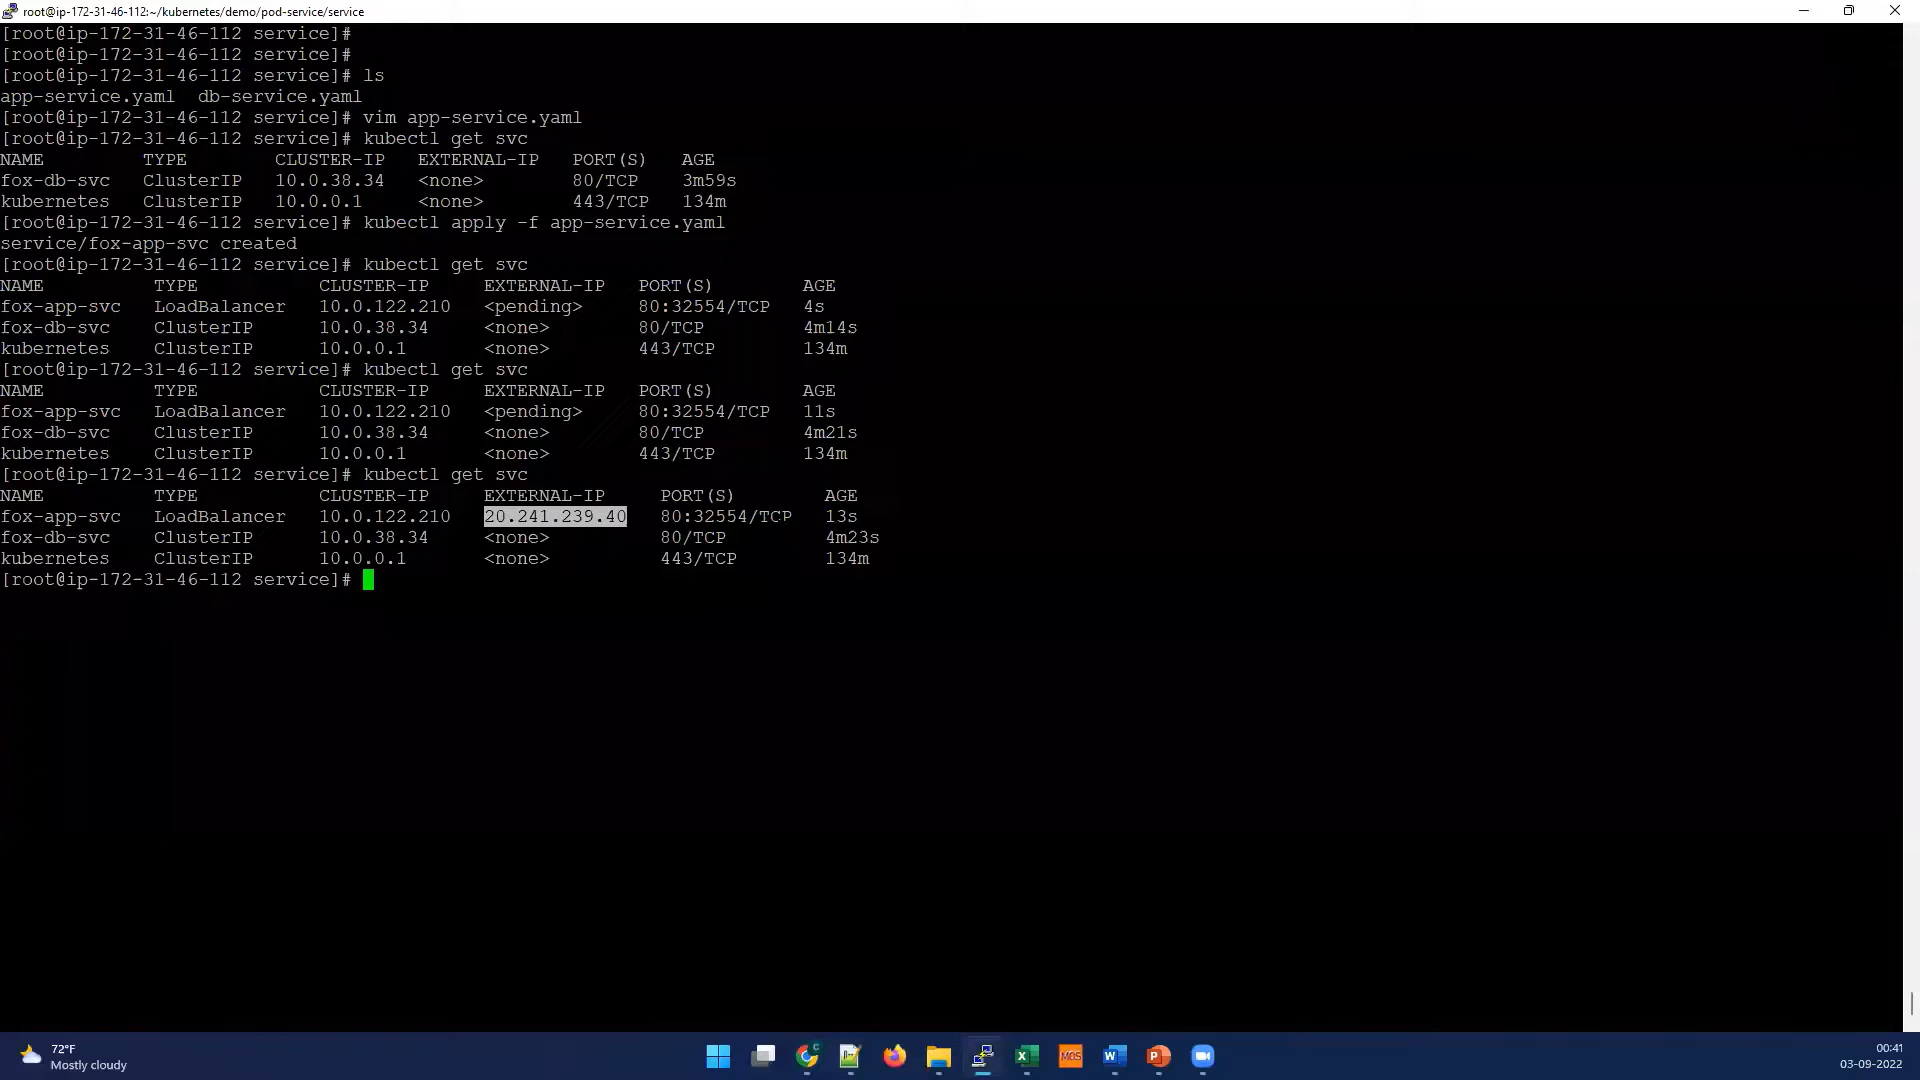 root@ip-172-31-46-112:~/kubernetes/demo/pod-service/service
[root@ip-172-31-46-112 service]#
[root@ip-172-31-46-112 service]#
[root@ip-172-31-46-112 service]# ls
app-service.yaml  db-service.yaml
[root@ip-172-31-46-112 service]# vim app-service.yaml
[root@ip-172-31-46-112 service]# kubectl get svc
NAME         TYPE        CLUSTER-IP   EXTERNAL-IP   PORT(S)   AGE
fox-db-svc   ClusterIP   10.0.38.34   <none>        80/TCP    3m59s
kubernetes   ClusterIP   10.0.0.1     <none>        443/TCP   134m
[root@ip-172-31-46-112 service]# kubectl apply -f app-service.yaml
service/fox-app-svc created
[root@ip-172-31-46-112 service]# kubectl get svc
NAME          TYPE           CLUSTER-IP     EXTERNAL-IP   PORT(S)        AGE
fox-app-svc   LoadBalancer   10.0.122.210   <pending>     80:32554/TCP   4s
fox-db-svc    ClusterIP      10.0.38.34     <none>        80/TCP         4m14s
kubernetes    ClusterIP      10.0.0.1       <none>        443/TCP        134m
[root@ip-172-31-46-112 service]# kubectl get svc
NAME          TYPE           CLUSTER-IP     EXTERNAL-IP   PORT(S)        AGE
fox-app-svc   LoadBalancer   10.0.122.210   <pending>     80:32554/TCP   11s
fox-db-svc    ClusterIP      10.0.38.34     <none>        80/TCP         4m21s
kubernetes    ClusterIP      10.0.0.1       <none>        443/TCP        134m
[root@ip-172-31-46-112 service]# kubectl get svc
NAME          TYPE           CLUSTER-IP     EXTERNAL-IP     PORT(S)        AGE
fox-app-svc   LoadBalancer   10.0.122.210   20.241.239.40   80:32554/TCP   13s
fox-db-svc    ClusterIP      10.0.38.34     <none>          80/TCP         4m23s
kubernetes    ClusterIP      10.0.0.1       <none>          443/TCP        134m
[root@ip-172-31-46-112 service]#
72°F
Mostly cloudy
C
MOS
X
W
P
00:41
03-09-2022